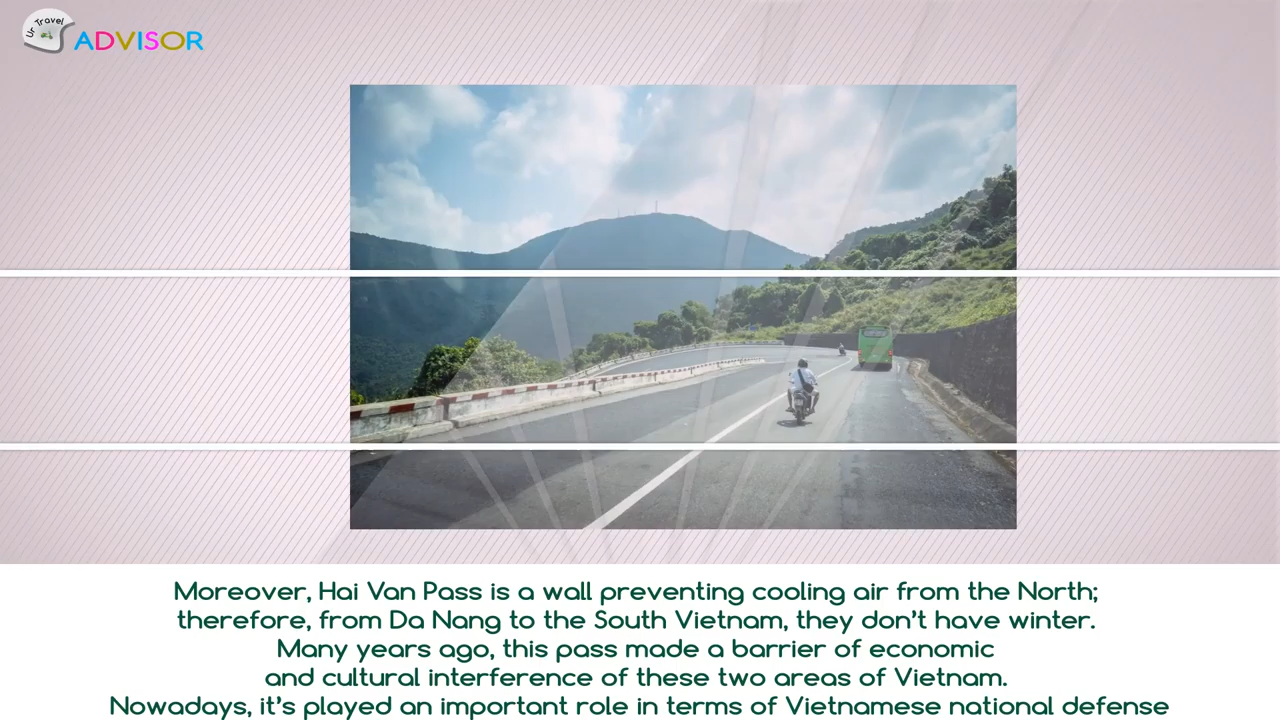 Ur Travel
ADVISOR
Moreover, Hai Van Pass is a wall preventing cooling air from the North;
therefore, from Da Nang to the South Vietnam, they don't have winter.
Many years ago, this pass made a barrier of economic
and cultural interference of these two areas of Vietnam.
Nowadays, it's played an important role in terms of Vietnamese national defense